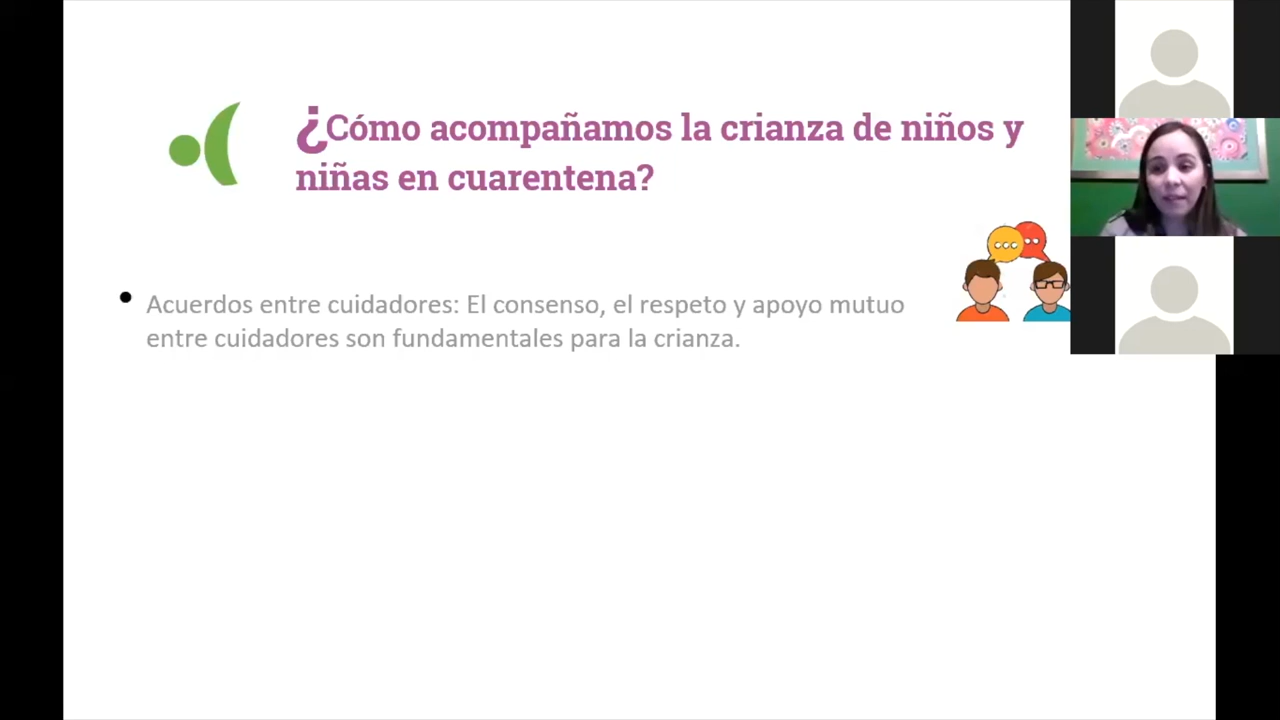 ¿Cómo acompañamos la crianza de niños y
niñas en cuarentena?
• Acuerdos entre cuidadores: El consenso, el respeto y apoyo mutuo
entre cuidadores son fundamentales para la crianza.